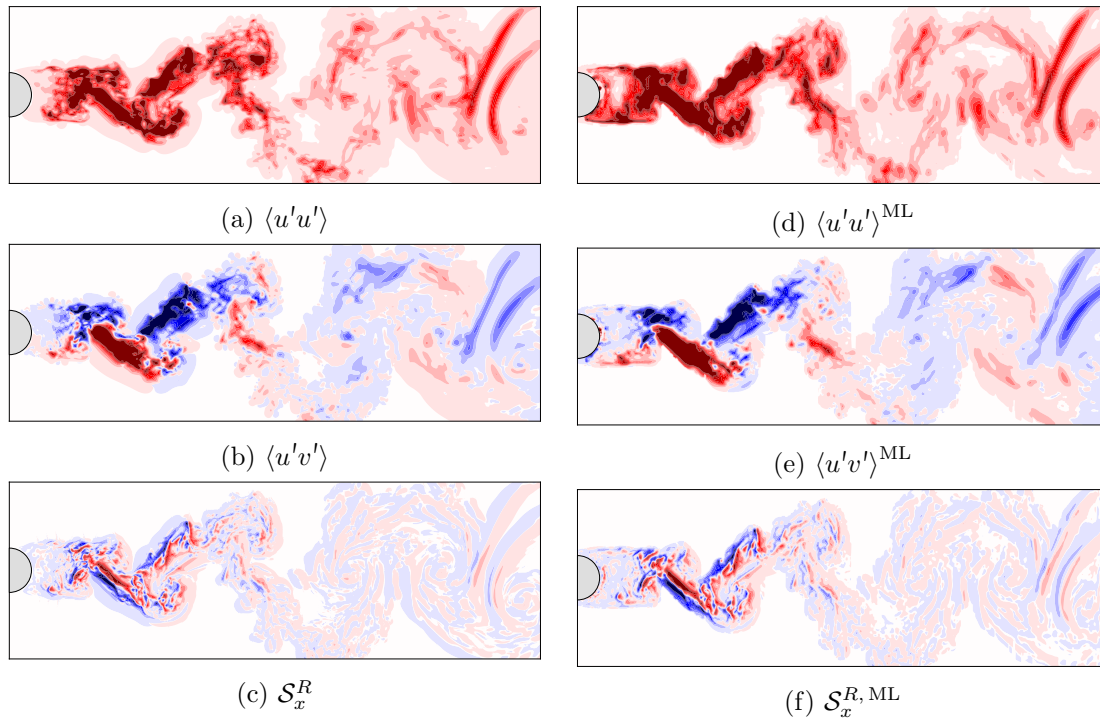 (a) ⟨u′u′⟩
(d) ⟨u′u′⟩^ML
(b) ⟨u′v′⟩
(e) ⟨u′v′⟩^ML
(c) 𝒮_x^R
(f) 𝒮_x^{R, ML}